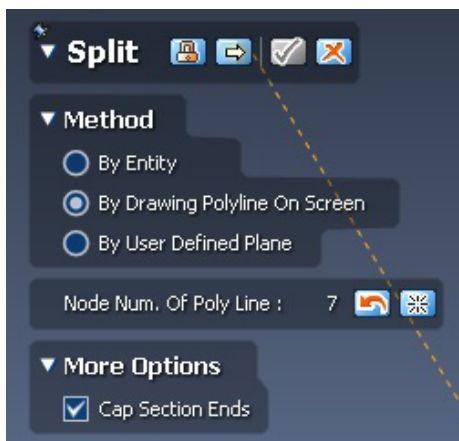 Split
Method
By Entity
By Drawing Polyline On Screen
By User Defined Plane
Node Num. Of Poly Line : 7
More Options
Cap Section Ends